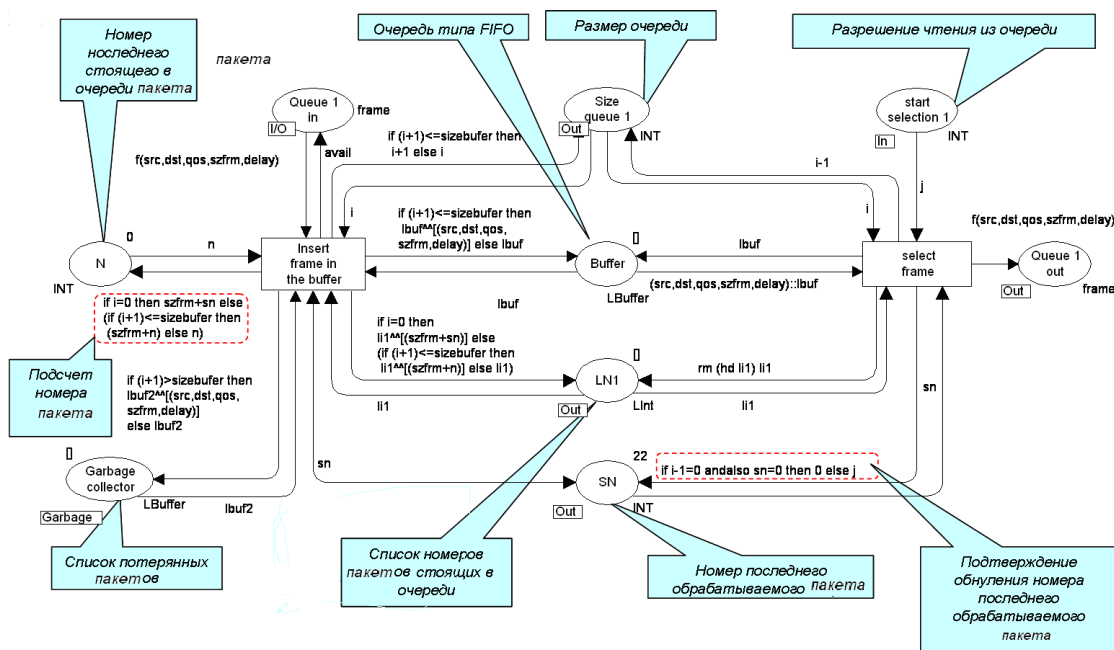 Номер
последнего
стоящего в
очереди пакета
пакета
Очередь типа FIFO
Размер очереди
Разрешение чтения из очереди
Queue 1
in
frame
I/O
Size
queue 1
Out
INT
start
selection 1
In
INT
f(src,dst,qos,szfrm,delay)
avail
if (i+1)<=sizebufer then
i+1 else i
i-1
j
i
i
N
0
INT
n
Insert
frame in
the buffer
if (i+1)<=sizebufer then
lbuf^^[(src,dst,qos,
szfrm,delay)] else lbuf
Buffer
[]
LBuffer
lbuf
(src,dst,qos,szfrm,delay)::lbuf
select
frame
f(src,dst,qos,szfrm,delay)
Queue 1
out
Out
frame
if i=0 then szfrm+sn else
(if (i+1)<=sizebufer then
(szfrm+n) else n)
lbuf
if i=0 then
li1^^[(szfrm+sn)] else
(if (i+1)<=sizebufer then
li1^^[(szfrm+n)] else li1)
Подсчет
номера
пакета
if (i+1)>sizebufer then
lbuf2^^[(src,dst,qos,
szfrm,delay)]
else lbuf2
li1
LN1
[]
Out
LInt
rm (hd li1) li1
li1
sn
[]
Garbage
collector
Garbage
LBuffer
lbuf2
sn
SN
22
Out
INT
if i-1=0 andalso sn=0 then 0 else j
Список потерянных
пакетов
Список номеров
пакетов стоящих в
очереди
Номер последнего
обрабатываемого пакета
Подтверждение
обнуления номера
последнего
обрабатываемого
пакета